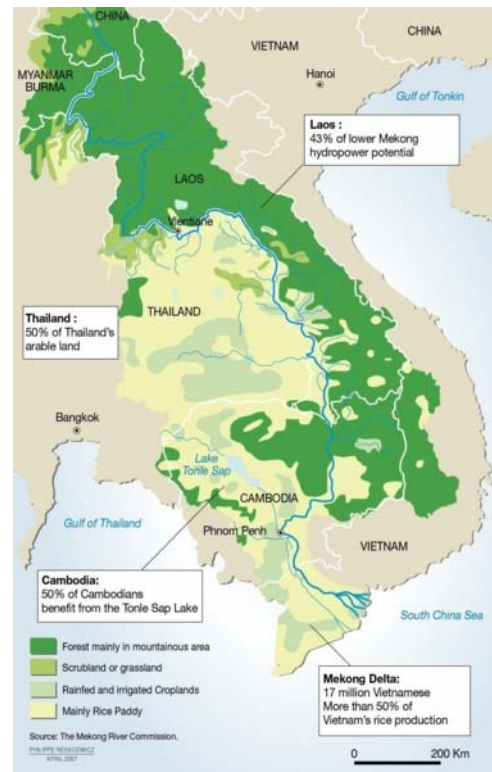 CHINA
VIETNAM
CHINA
MYANMAR
BURMA
Hanoi
Gulf of Tonkin
Laos :
43% of lower Mekong
hydropower potential
LAOS
Vientiane
Thailand :
50% of Thailand's
arable land
THAILAND
Bangkok
Lake
Tonle Sap
CAMBODIA
Gulf of Thailand
Phnom Penh
VIETNAM
Cambodia:
50% of Cambodians
benefit from the Tonle Sap Lake
South China Sea
Forest mainly in mountainous area
Scrubland or grassland
Rainfed and irrigated Croplands
Mainly Rice Paddy
Mekong Delta:
17 million Vietnamese
More than 50% of
Vietnam's rice production
Source: The Mekong River Commission.
PHILIPPE REKACEWICZ
APRIL 2007
0 200 Km